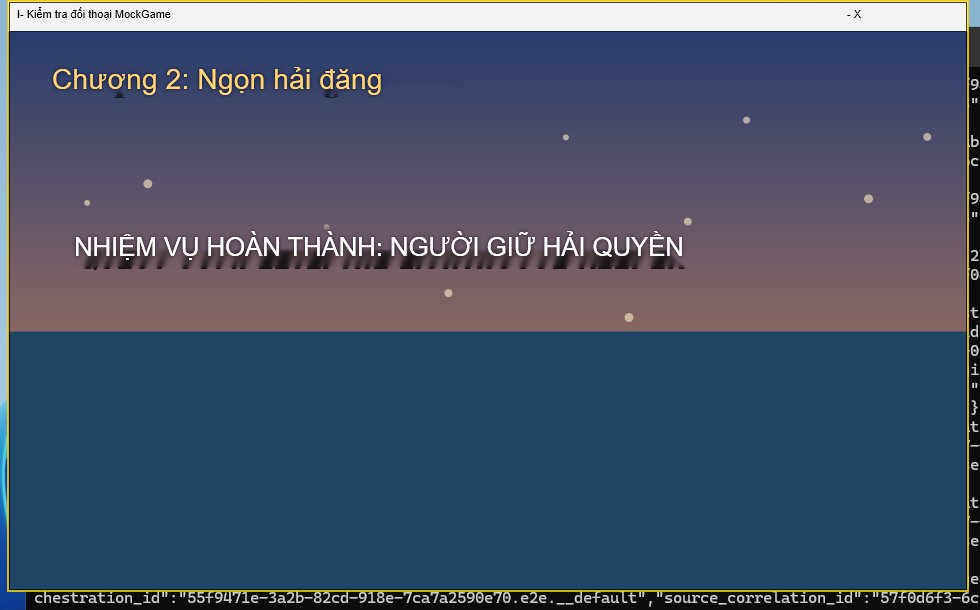 I- Kiểm tra đối thoại MockGame
- X
Chương 2: Ngọn hải đăng
NHIỆM VỤ HOÀN THÀNH: NGƯỜI GIỮ HẢI QUYỀN
chestration_id":"55f9471e-3a2b-82cd-918e-7ca7a2590e70.e2e.__default","source_correlation_id":"57f0d6f3-6